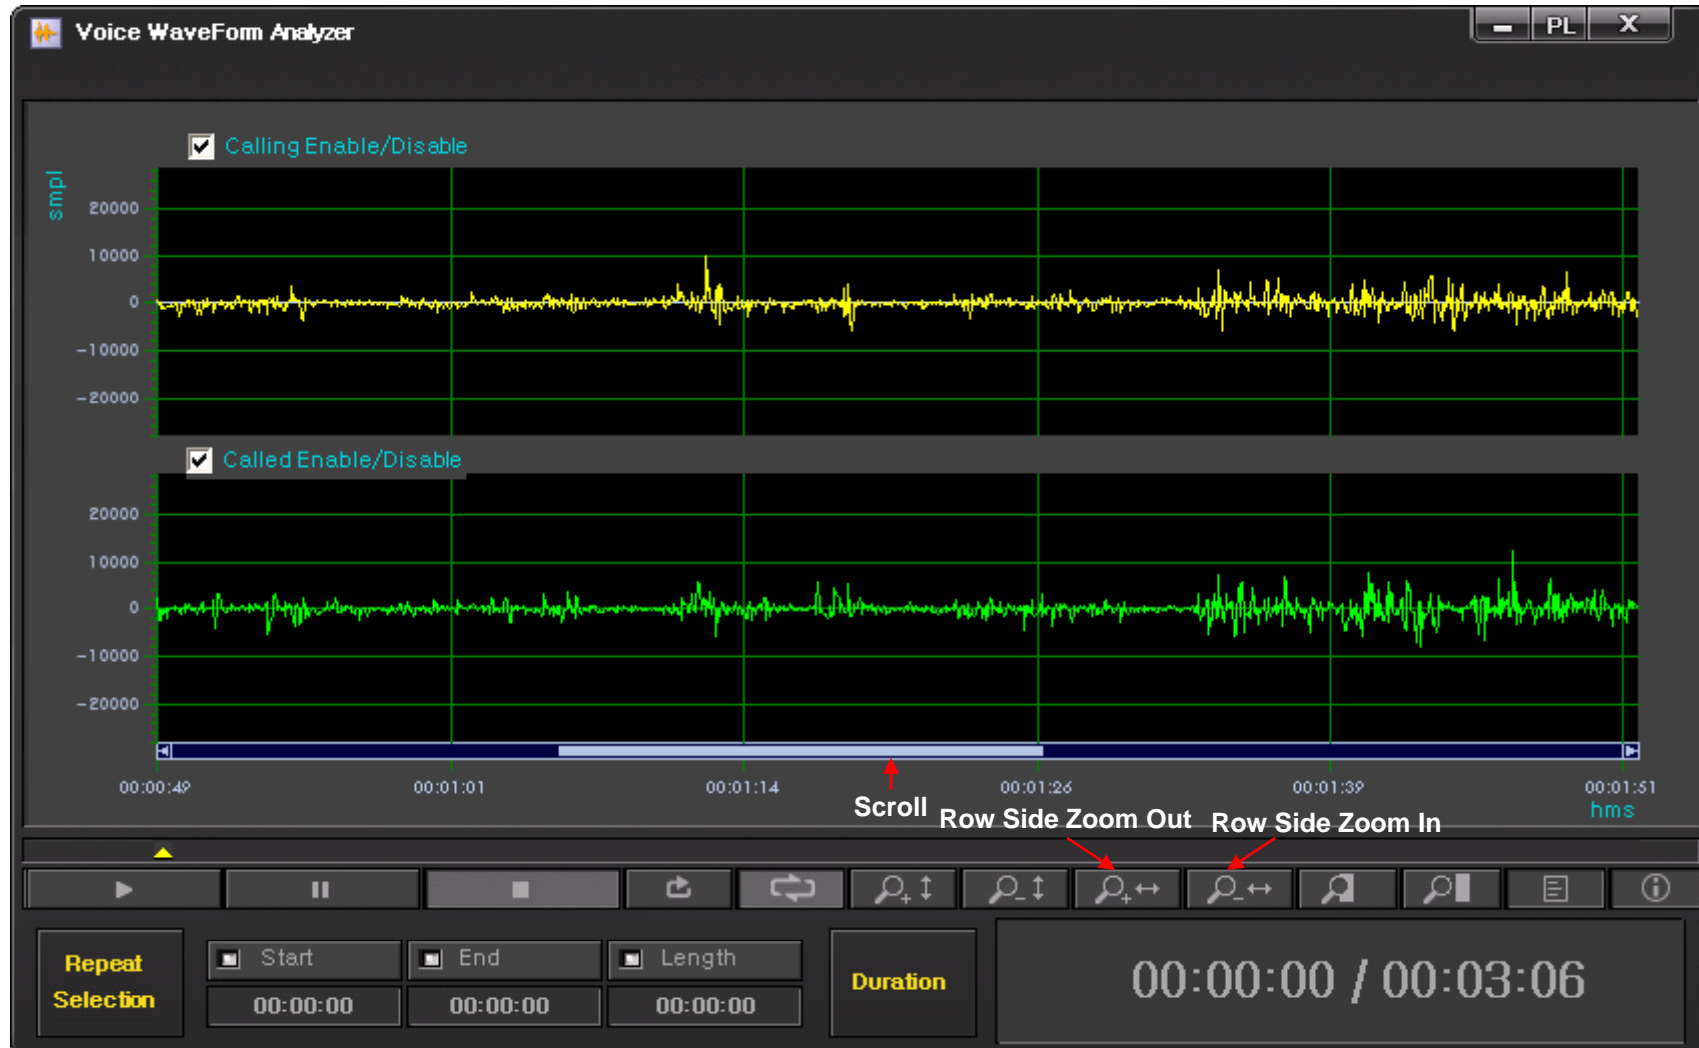 Voice WaveForm Analyzer
PL X
Calling Enable/Disable
smpl
20000
10000
0
-10000
-20000
Called Enable/Disable
20000
10000
0
-10000
-20000
00:00:49 00:01:01 00:01:14 00:01:26 00:01:39 00:01:51
hms
Scroll Row Side Zoom Out Row Side Zoom In
Repeat Selection
Start End Length
00:00:00 00:00:00 00:00:00
Duration
00:00:00 / 00:03:06